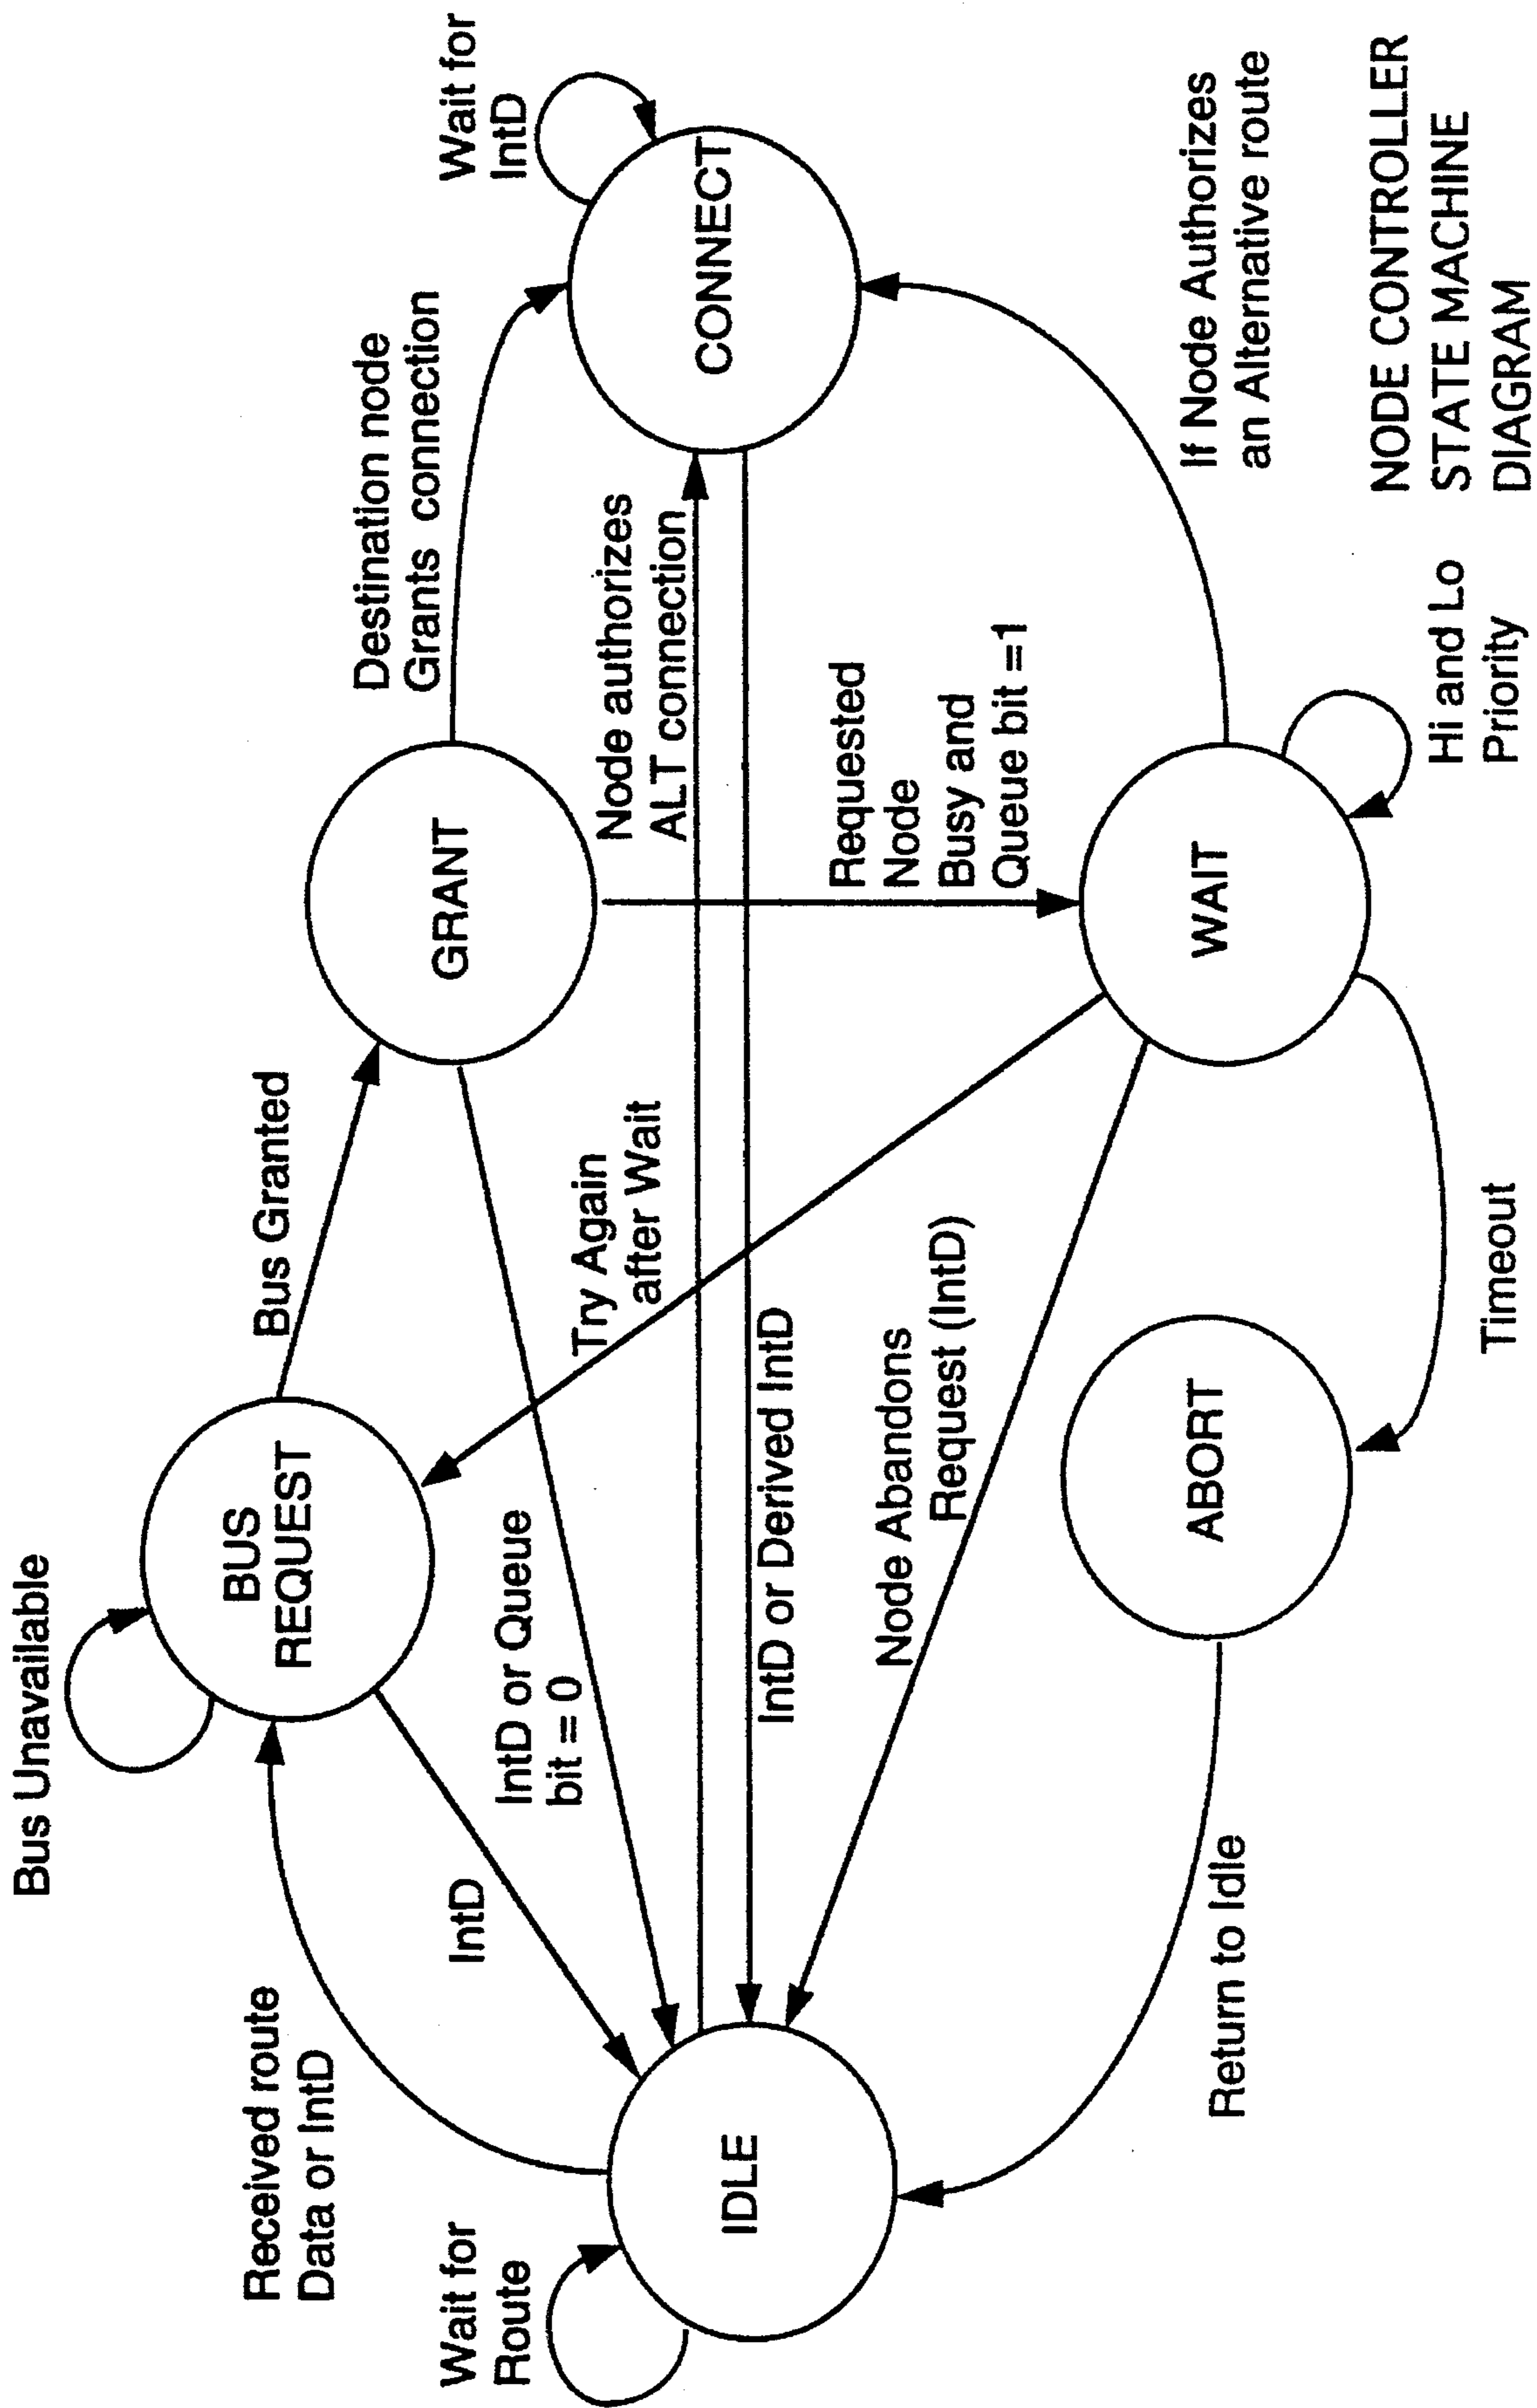 Bus Unavailable
BUS
REQUEST
Bus Granted
Received route
Data or IntD
IntD
IntD or Queue
bit = 0
GRANT
Destination node
Grants connection
Wait for
IntD
Wait for
Route
IDLE
Try Again
after Wait
Node authorizes
ALT connection
CONNECT
IntD or Derived IntD
Requested
Node
Busy and
Queue bit =1
Node Abandons
Request (IntD)
ABORT
WAIT
If Node Authorizes
an Alternative route
Return to Idle
Timeout
Hi and Lo
Priority
NODE CONTROLLER
STATE MACHINE
DIAGRAM